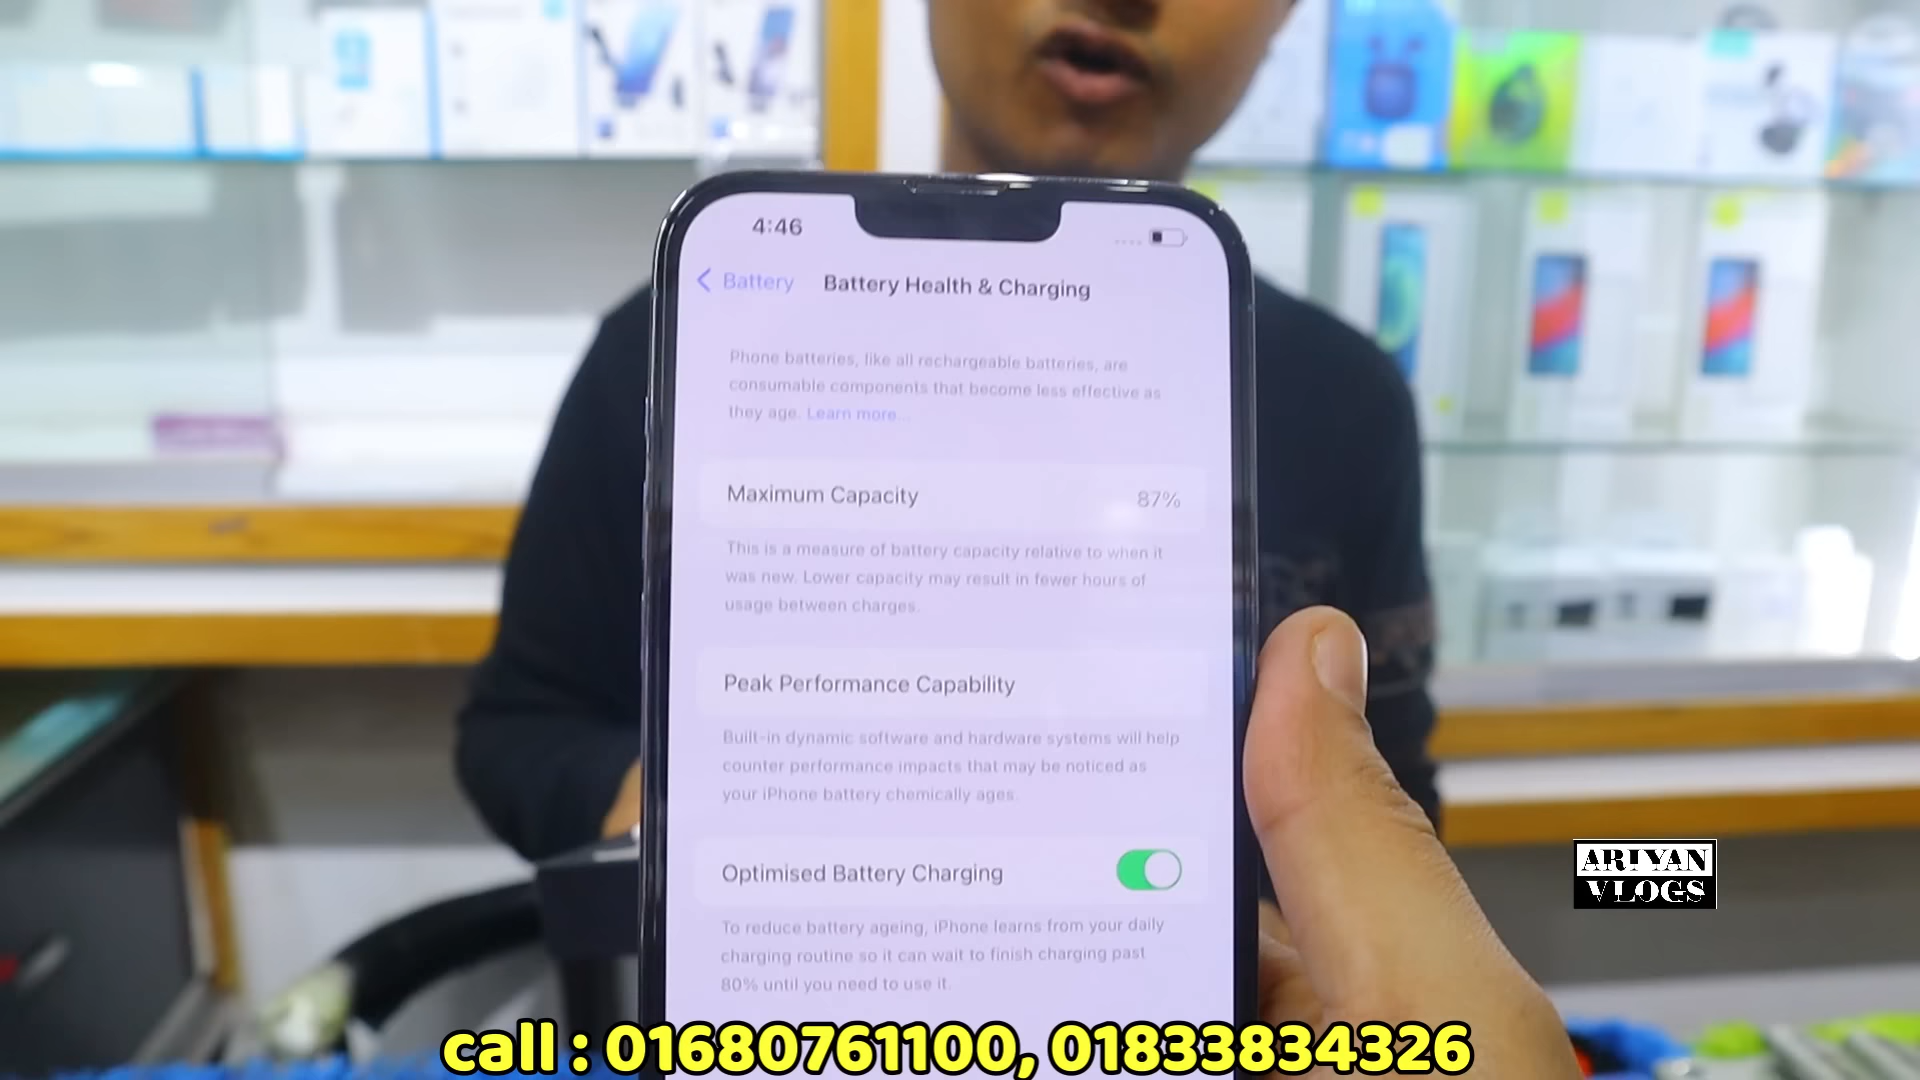 4:46
Battery
Battery Health & Charging
Phone batteries, like all rechargeable batteries, are
consumable components that become less effective as
they age. Learn more...
Maximum Capacity 87%
This is a measure of battery capacity relative to when it
was new. Lower capacity may result in fewer hours of
usage between charges.
Peak Performance Capability
Built-in dynamic software and hardware systems will help
counter performance impacts that may be noticed as
your iPhone battery chemically ages.
Optimised Battery Charging
To reduce battery ageing, iPhone learns from your daily
charging routine so it can wait to finish charging past
80% until you need to use it.
ARIYAN
VLOGS
call : 01680761100, 01833834326